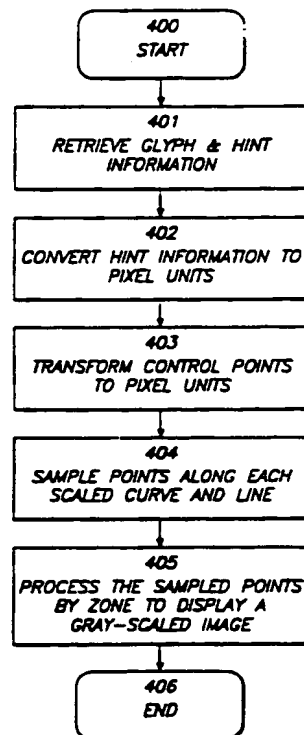 400
START
401
RETRIEVE GLYPH & HINT
INFORMATION
402
CONVERT HINT INFORMATION TO
PIXEL UNITS
403
TRANSFORM CONTROL POINTS
TO PIXEL UNITS
404
SAMPLE POINTS ALONG EACH
SCALED CURVE AND LINE
405
PROCESS THE SAMPLED POINTS
BY ZONE TO DISPLAY A
GRAY-SCALED IMAGE
406
END